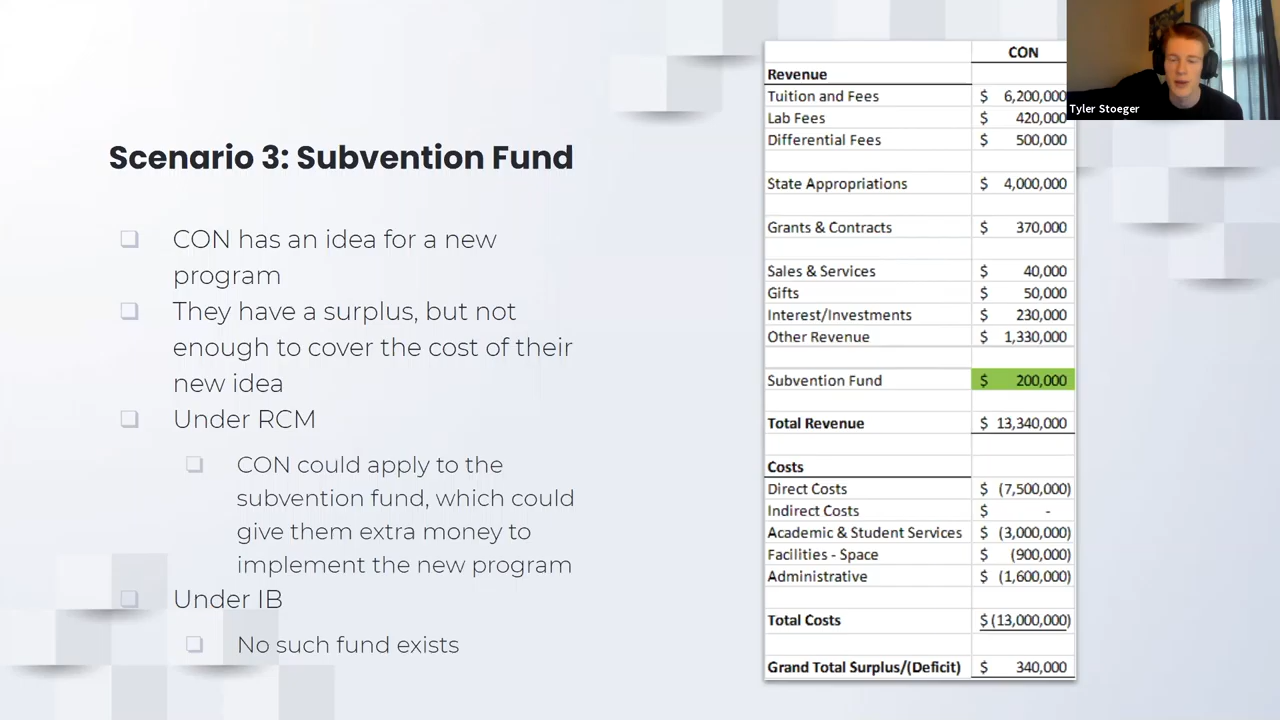 Scenario 3: Subvention Fund
CON has an idea for a new
program
They have a surplus, but not
enough to cover the cost of their
new idea
Under RCM
CON could apply to the
subvention fund, which could
give them extra money to
implement the new program
Under IB
No such fund exists
CON
Revenue
Tuition and Fees $ 6,200,000
Lab Fees $ 420,000
Differential Fees $ 500,000
State Appropriations $ 4,000,000
Grants & Contracts $ 370,000
Sales & Services $ 40,000
Gifts $ 50,000
Interest/Investments $ 230,000
Other Revenue $ 1,330,000
Subvention Fund $ 200,000
Total Revenue $ 13,340,000
Costs
Direct Costs $ (7,500,000)
Indirect Costs $ -
Academic & Student Services $ (3,000,000)
Facilities - Space $ (900,000)
Administrative $ (1,600,000)
Total Costs $ (13,000,000)
Grand Total Surplus/(Deficit) $ 340,000
Tyler Stoeger